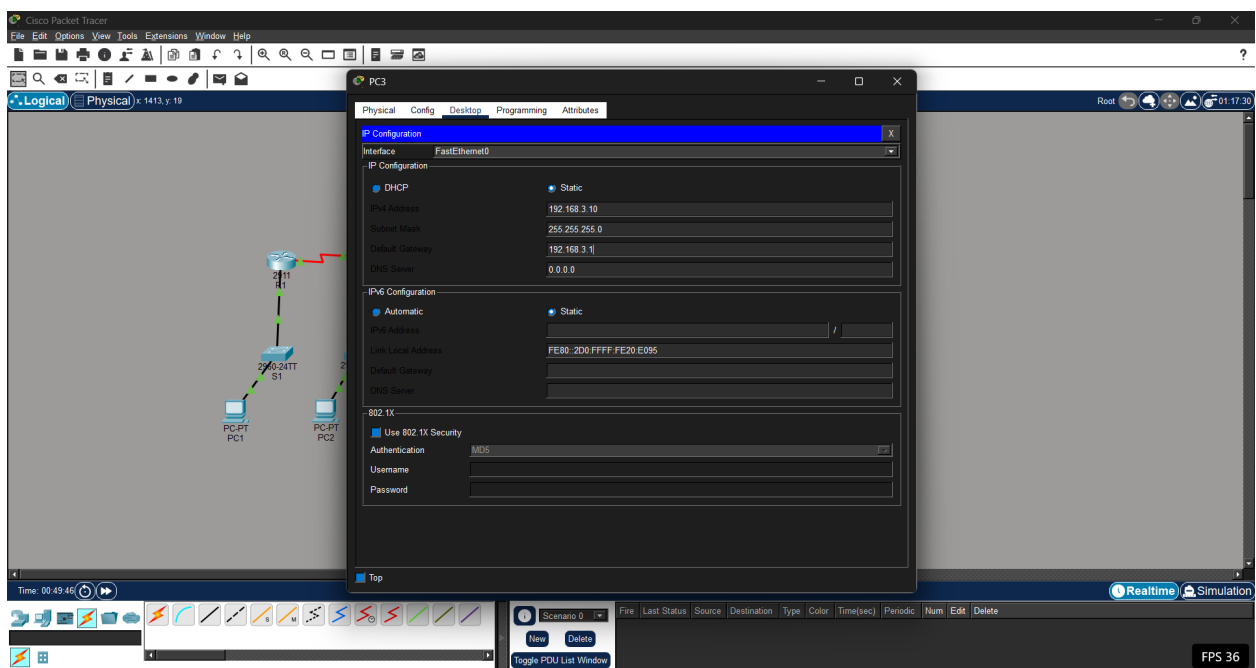 Cisco Packet Tracer
File Edit Options View Tools Extensions Window Help
?
Logical Physical x: 1413, y: 19
Root 01:17:30
PC3
Physical Config Desktop Programming Attributes
IP Configuration X
Interface FastEthernet0
IP Configuration
DHCP Static
IPv4 Address 192.168.3.10
Subnet Mask 255.255.255.0
Default Gateway 192.168.3.1
DNS Server 0.0.0.0
IPv6 Configuration
Automatic Static
IPv6 Address /
Link Local Address FE80::2D0:FFFF:FE20:E095
Default Gateway
DNS Server
802.1X
Use 802.1X Security
Authentication MD5
Username
Password
Top
2911
R1
2960-24TT
S1
PC-PT
PC1
PC-PT
PC2
Time: 00:49:46
Realtime Simulation
Scenario 0
New Delete
Toggle PDU List Window
Fire Last Status Source Destination Type Color Time(sec) Periodic Num Edit Delete
FPS 36